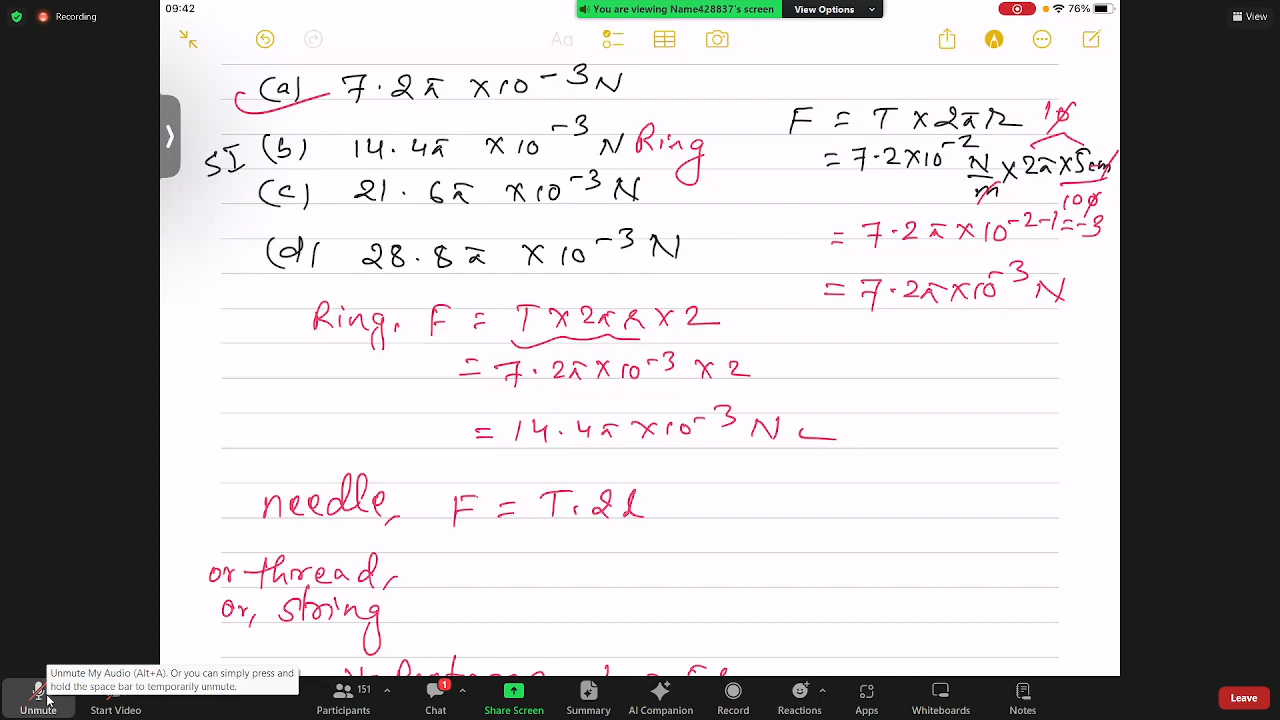 09:42
Recording
You are viewing Name428837's screen
View Options
76%
View
Aa
(a) 7.2π × 10⁻³ N
SI (b) 14.4π × 10⁻³ N Ring
(c) 21.6π × 10⁻³ N
(d) 28.8π × 10⁻³ N
F = T × 2πR
= 7.2 × 10⁻² N/m × 2π × 5cm/100
10
= 7.2π × 10⁻²⁻¹⁼⁻³
= 7.2π × 10⁻³ N
Ring, F = T × 2πR × 2
= 7.2π × 10⁻³ × 2
= 14.4π × 10⁻³ N
needle, F = T.2l
or thread,
or, string
Unmute My Audio (Alt+A). Or you can simply press and
hold the space bar to temporarily unmute.
Unmute
Start Video
Participants
151
Chat
1
Share Screen
Summary
AI Companion
Record
Reactions
Apps
Whiteboards
Notes
Leave